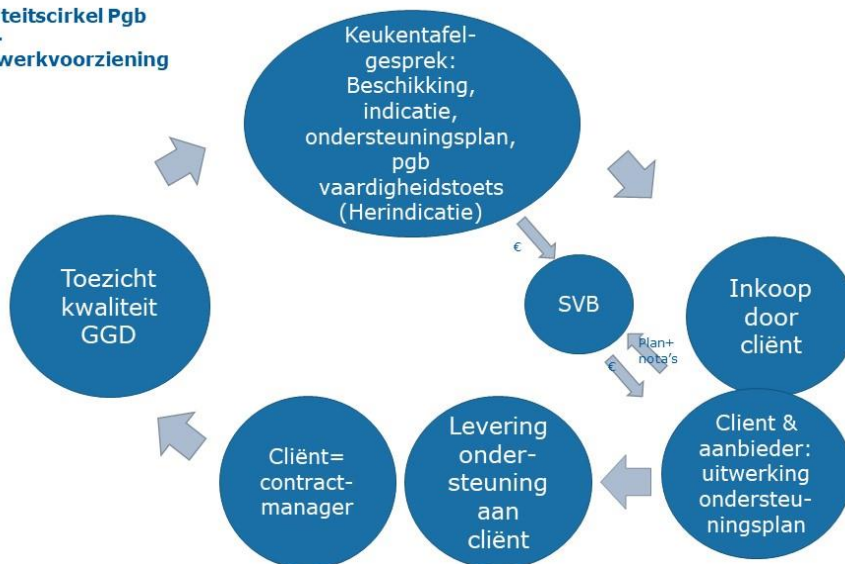 teitscirkel Pgb
-
werkvoorziening
Keukentafel-
gesprek:
Beschikking,
indicatie,
ondersteuningsplan,
pgb
vaardigheidstoets
(Herindicatie)
€
SVB
Inkoop
door
cliënt
Plan+
nota's
€
Client &
aanbieder:
uitwerking
ondersteu-
ningsplan
Levering
onder-
steuning
aan
cliënt
Cliënt=
contract-
manager
Toezicht
kwaliteit
GGD